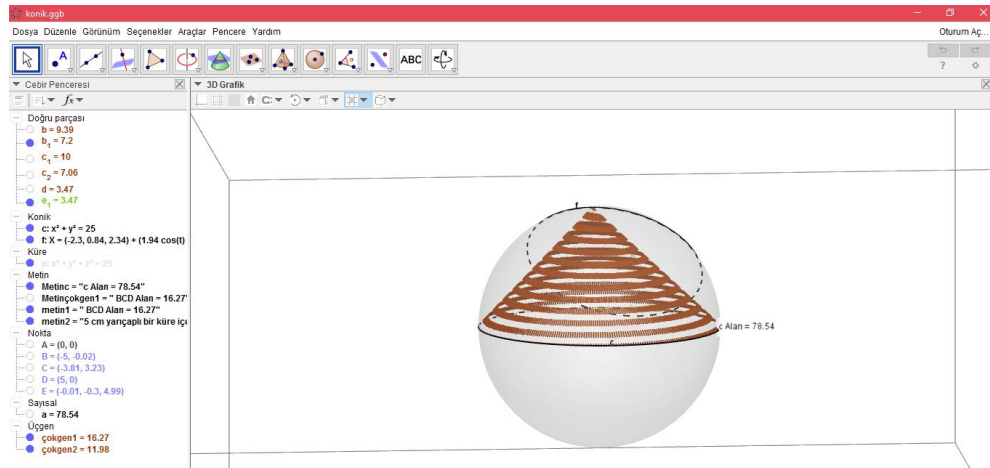 konik.ggb
Dosya Düzenle Görünüm Seçenekler Araçlar Pencere Yardım
Oturum Aç...
ABC
Cebir Penceresi
3D Grafik
Doğru parçası
b = 9.39
b₁ = 7.2
c₁ = 10
c₂ = 7.06
d = 3.47
e₁ = 3.47
Konik
c: x² + y² = 25
f: X = (-2.3, 0.84, 2.34) + (1.94 cos(t)
Küre
x² + y² + z² = 25
Metin
Metinc = "c Alan = 78.54"
Metinçokgen1 = " BCD Alan = 16.27"
metin1 = " BCD Alan = 16.27"
metin2 = "5 cm yarıçaplı bir küre içi
Nokta
A = (0, 0)
B = (-5, -0.02)
C = (-3.81, 3.23)
D = (5, 0)
E = (-0.01, -0.3, 4.99)
Sayısal
a = 78.54
Üçgen
çokgen1 = 16.27
çokgen2 = 11.98
f
c Alan = 78.54
c